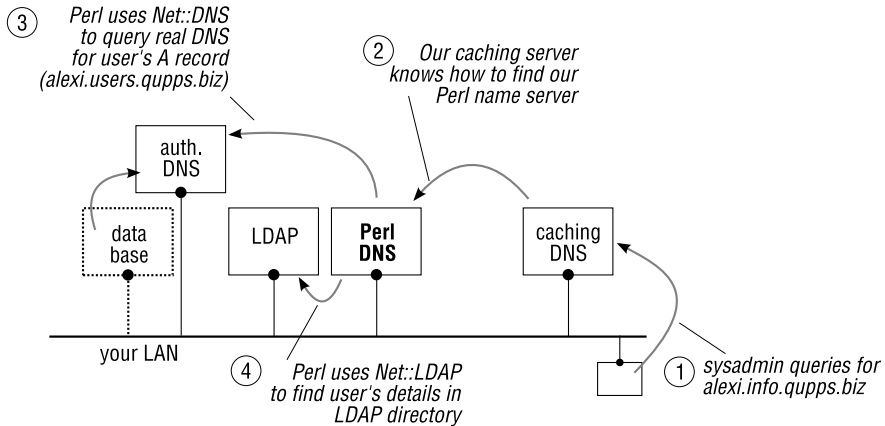 3
Perl uses Net::DNS
to query real DNS
for user's A record
(alexi.users.qupps.biz)
2
Our caching server
knows how to find our
Perl name server
auth.
DNS
data
base
LDAP
Perl
DNS
caching
DNS
your LAN
4
Perl uses Net::LDAP
to find user's details in
LDAP directory
1
sysadmin queries for
alexi.info.qupps.biz